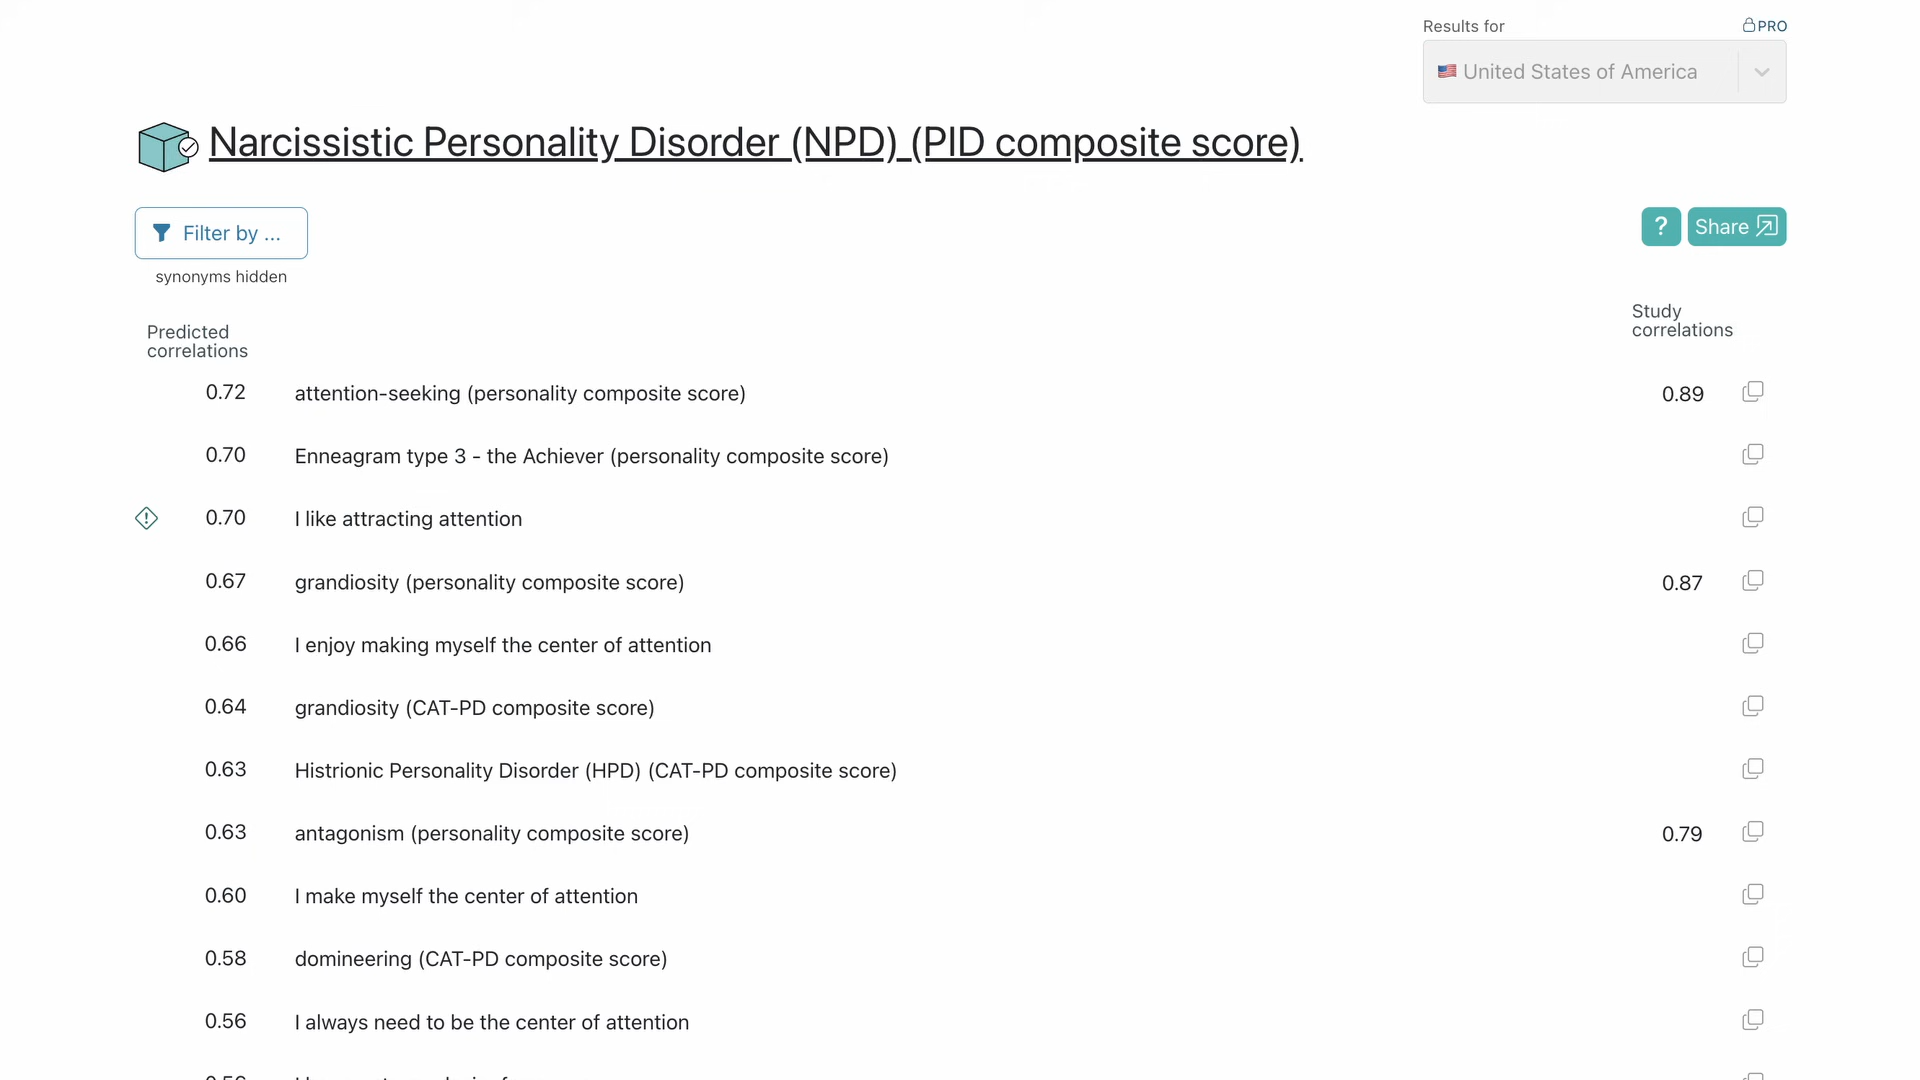 Results for
PRO
United States of America
Narcissistic Personality Disorder (NPD) (PID composite score)
Filter by ...
? Share
synonyms hidden
Predicted
correlations
Study
correlations
0.72 attention-seeking (personality composite score) 0.89
0.70 Enneagram type 3 - the Achiever (personality composite score)
0.70 I like attracting attention
0.67 grandiosity (personality composite score) 0.87
0.66 I enjoy making myself the center of attention
0.64 grandiosity (CAT-PD composite score)
0.63 Histrionic Personality Disorder (HPD) (CAT-PD composite score)
0.63 antagonism (personality composite score) 0.79
0.60 I make myself the center of attention
0.58 domineering (CAT-PD composite score)
0.56 I always need to be the center of attention